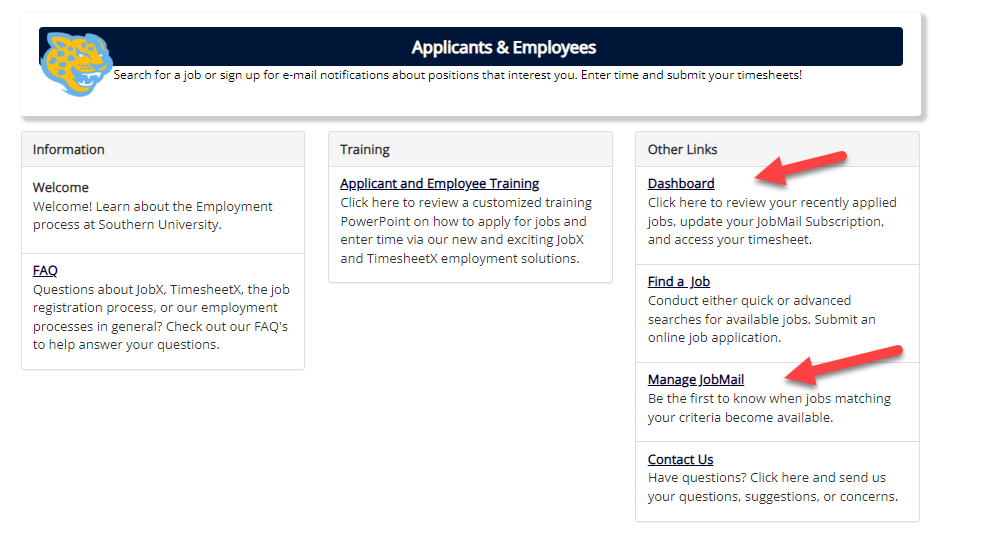 Applicants & Employees
Search for a job or sign up for e-mail notifications about positions that interest you. Enter time and submit your timesheets!
Information
Welcome
Welcome! Learn about the Employment
process at Southern University.
FAQ
Questions about JobX, TimesheetX, the job
registration process, or our employment
processes in general? Check out our FAQ's
to help answer your questions.
Training
Applicant and Employee Training
Click here to review a customized training
PowerPoint on how to apply for jobs and
enter time via our new and exciting JobX
and TimesheetX employment solutions.
Other Links
Dashboard
Click here to review your recently applied
jobs, update your JobMail Subscription,
and access your timesheet.
Find a Job
Conduct either quick or advanced
searches for available jobs. Submit an
online job application.
Manage JobMail
Be the first to know when jobs matching
your criteria become available.
Contact Us
Have questions? Click here and send us
your questions, suggestions, or concerns.